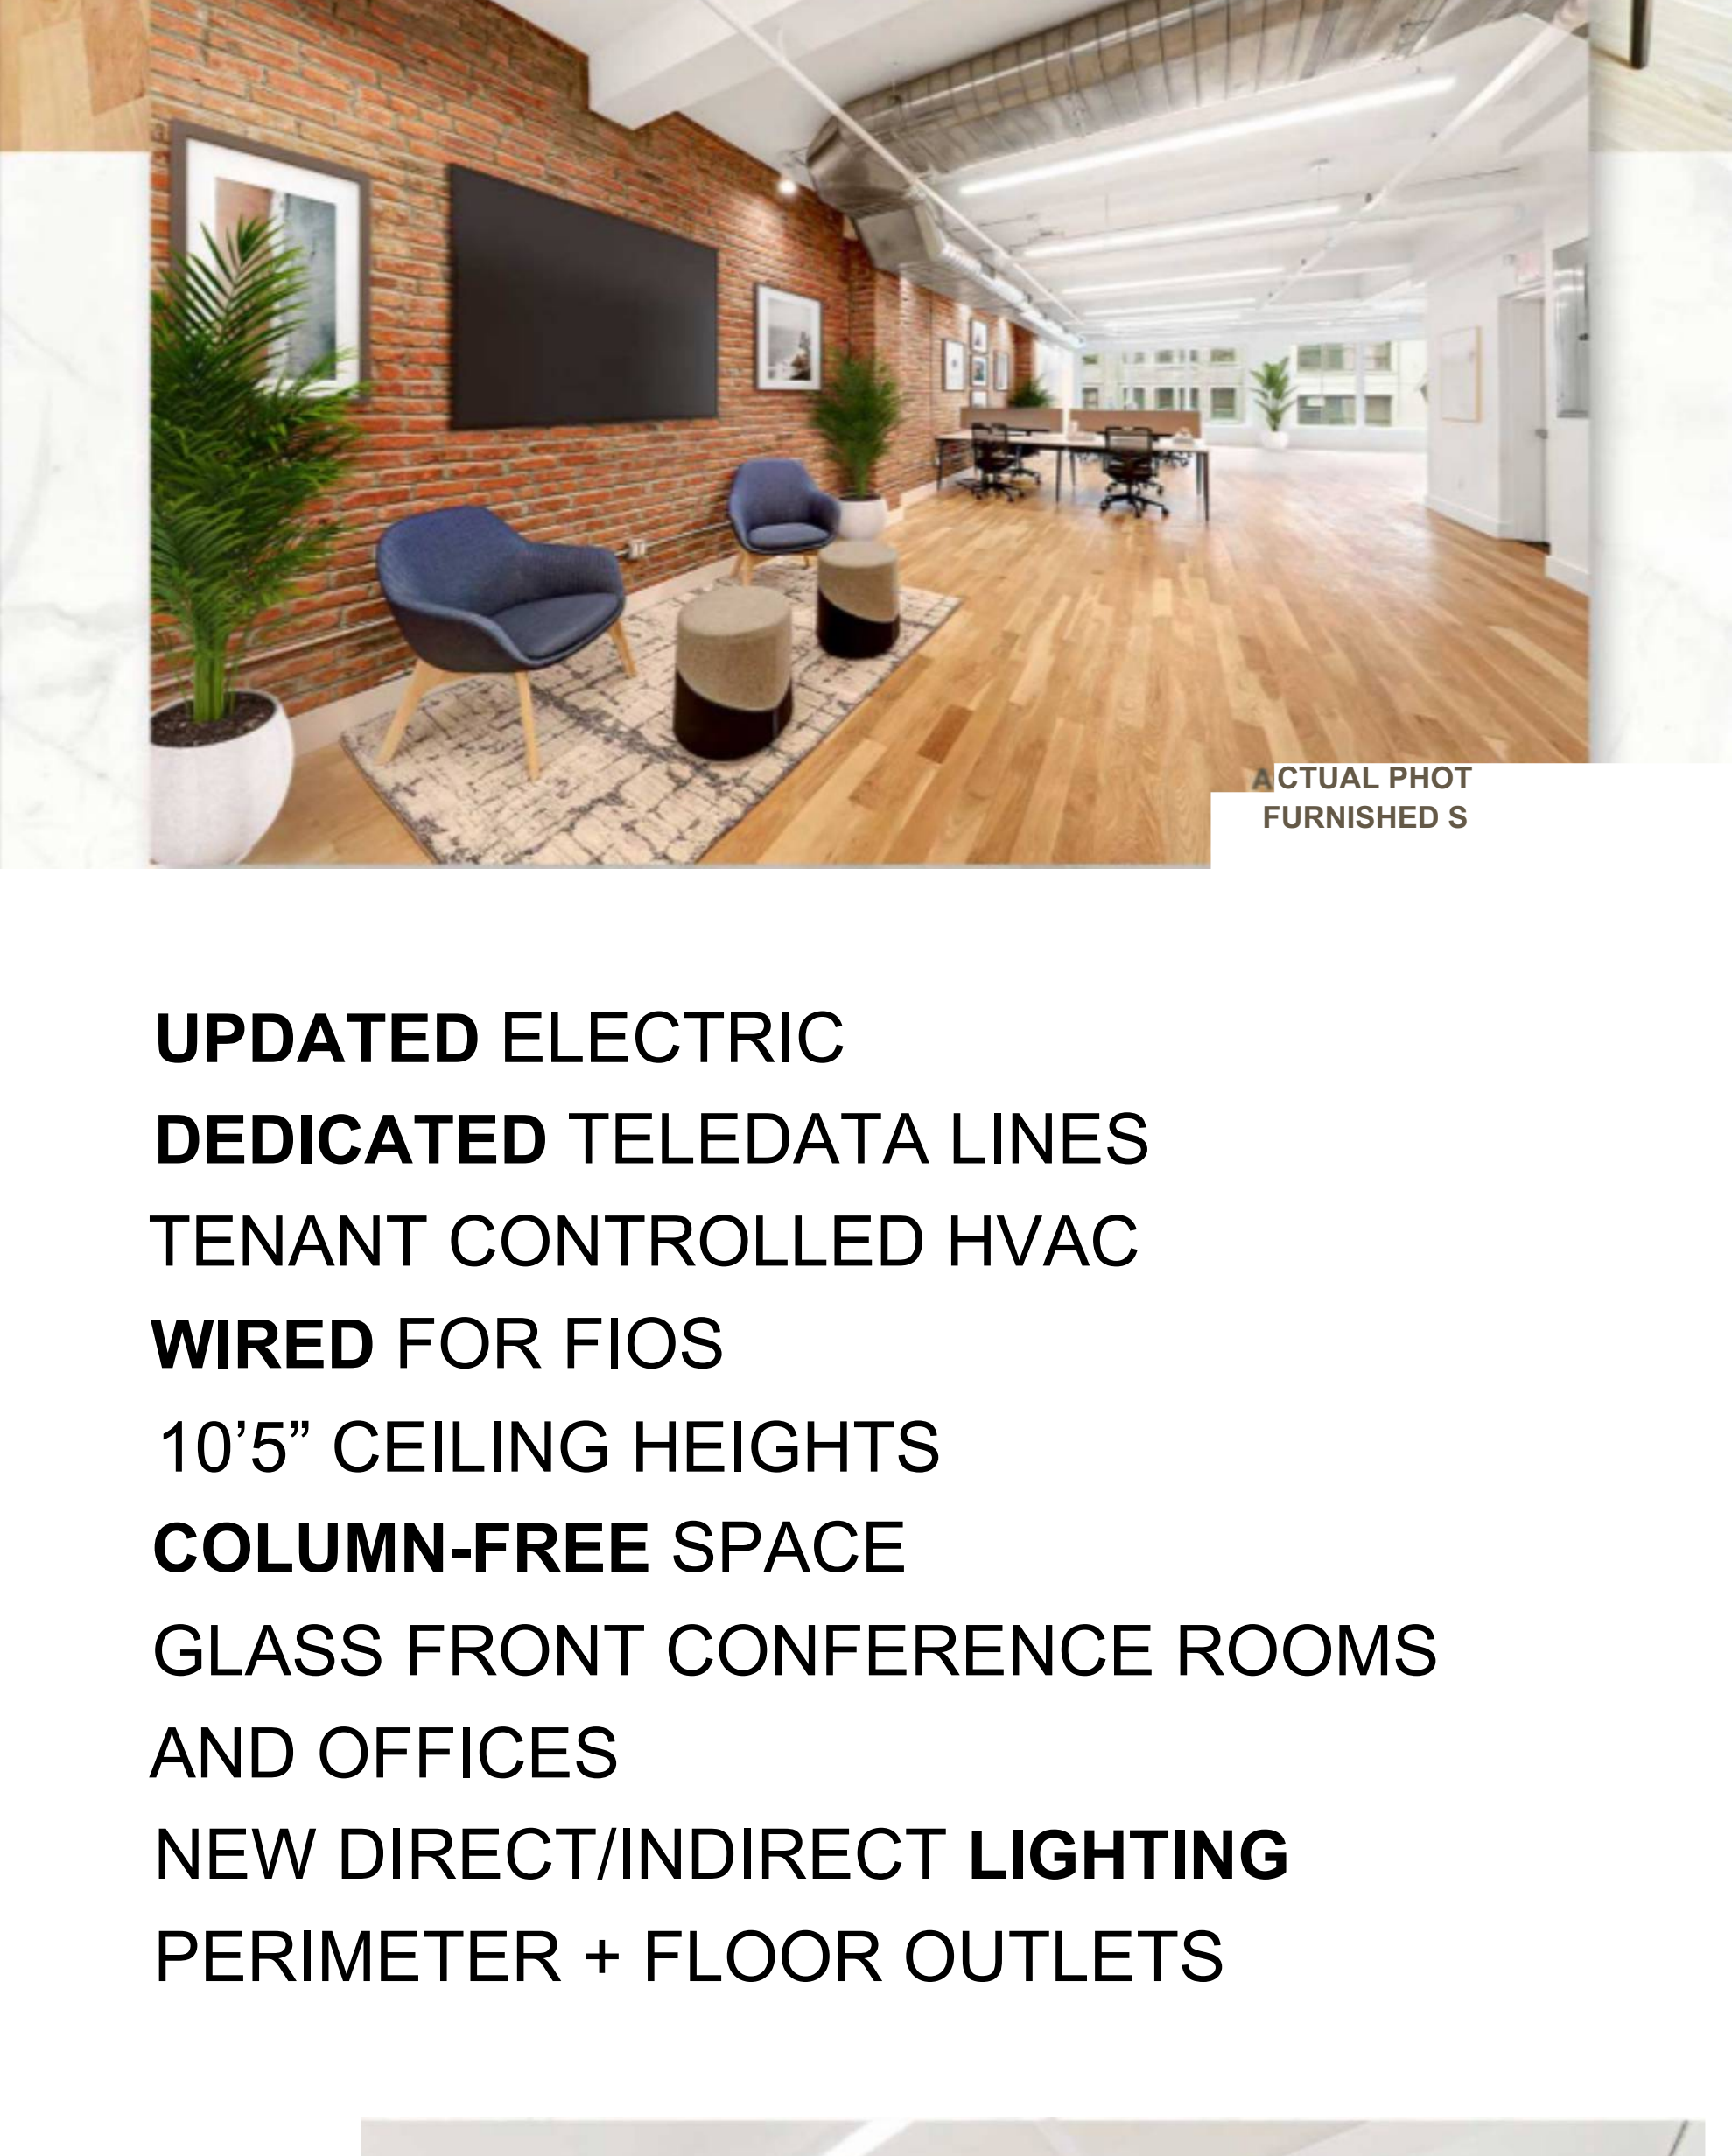 ACTUAL PHOT
FURNISHED S
UPDATED ELECTRIC
DEDICATED TELEDATA LINES
TENANT CONTROLLED HVAC
WIRED FOR FIOS
10’5” CEILING HEIGHTS
COLUMN-FREE SPACE
GLASS FRONT CONFERENCE ROOMS
AND OFFICES
NEW DIRECT/INDIRECT LIGHTING
PERIMETER + FLOOR OUTLETS